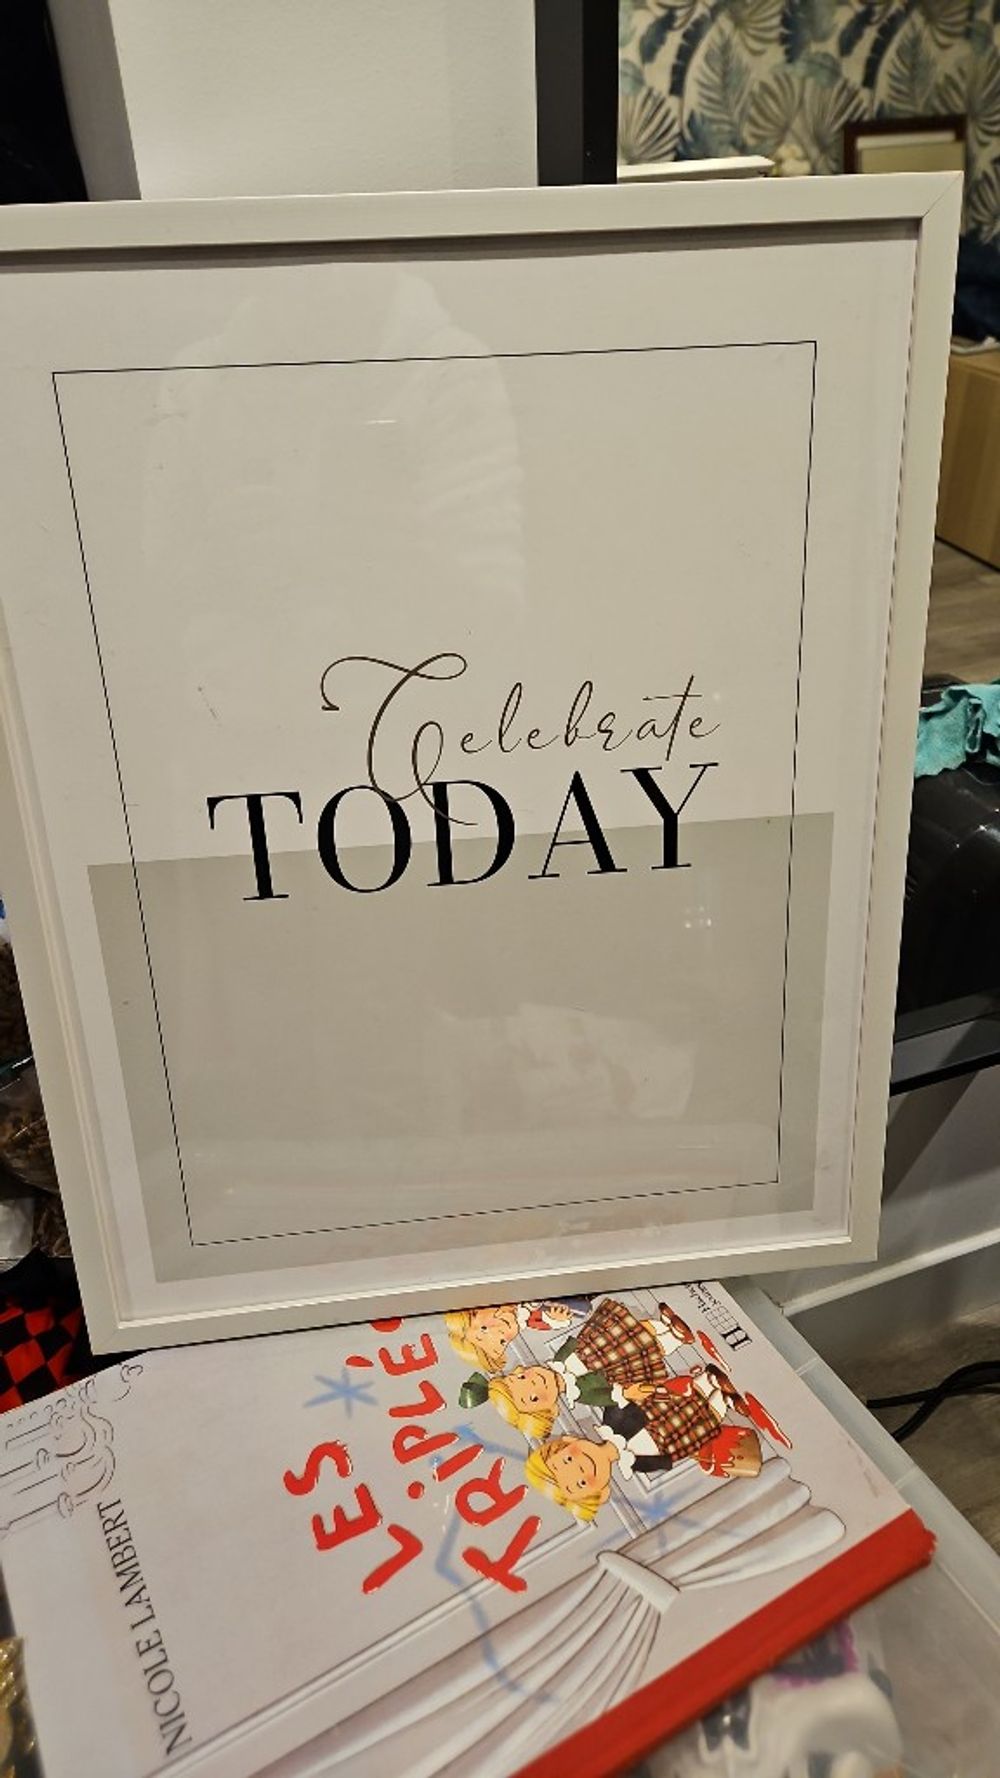 Celebrate
TODAY
LES
TRIPLÉS
NICOLE LAMBERT